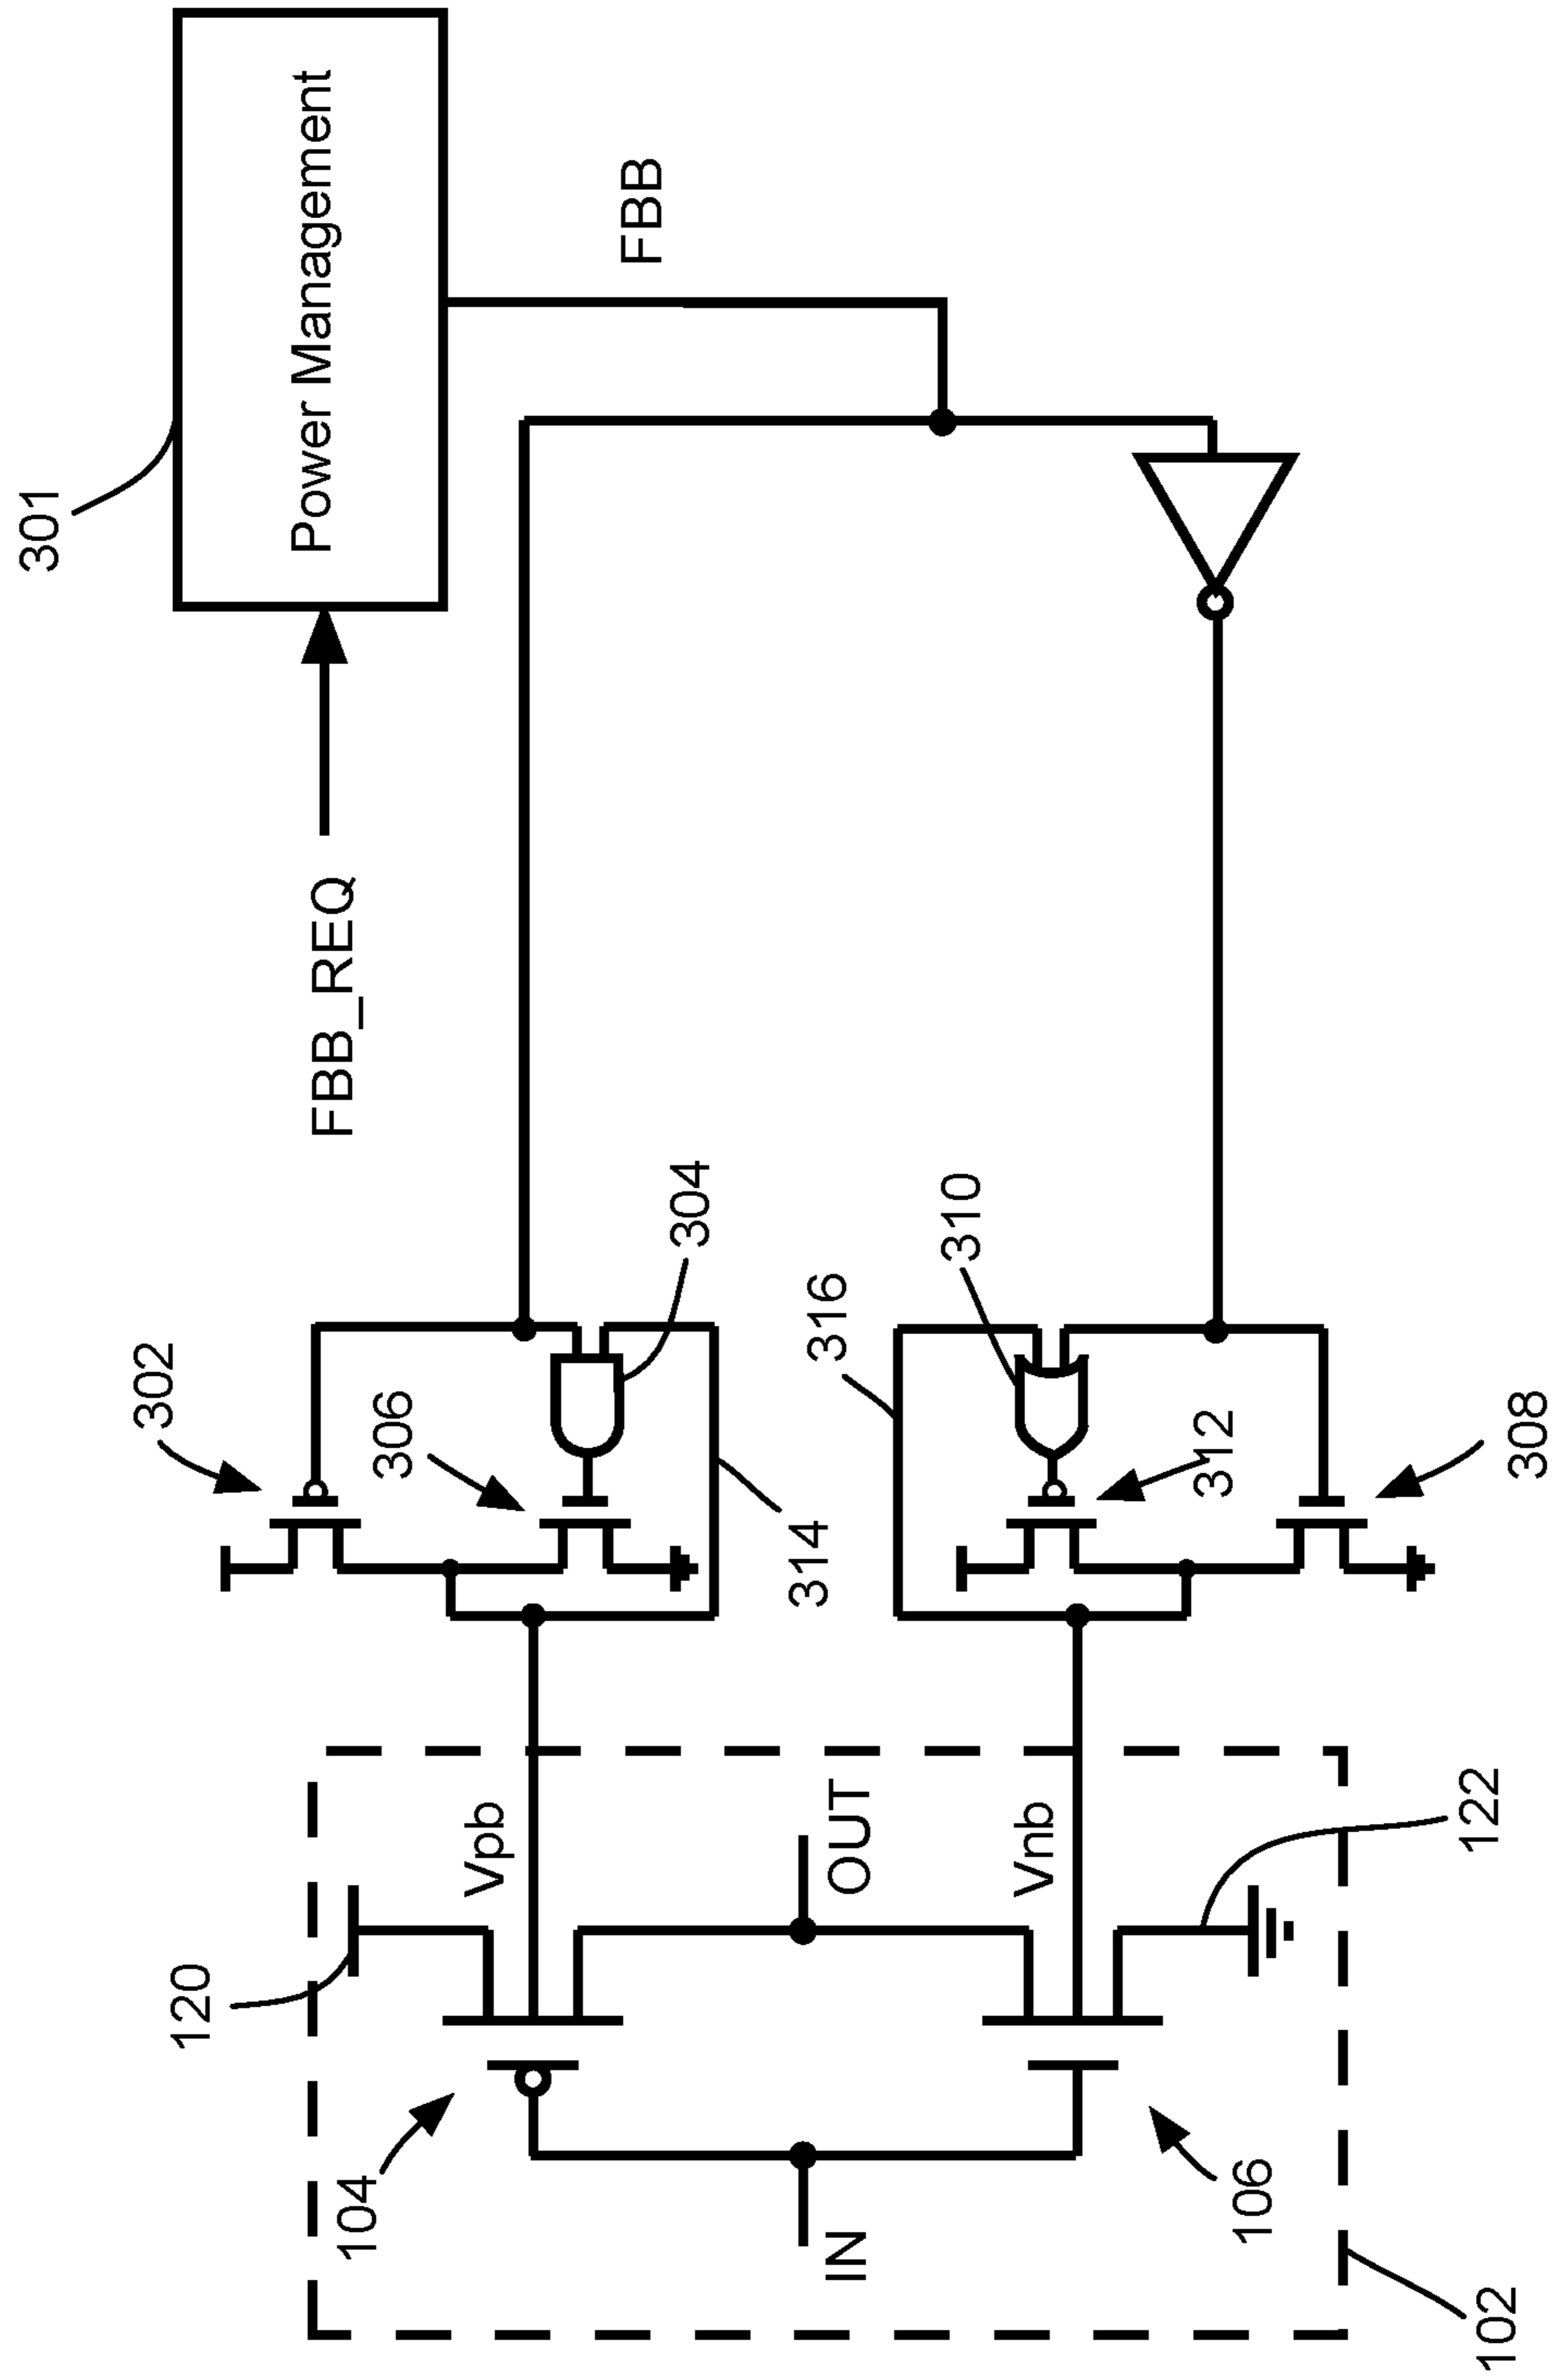 301
Power Management
FBB_REQ
FBB
302
306
304
314
316
310
312
308
120
104
Vpb
OUT
Vnb
IN
122
106
102